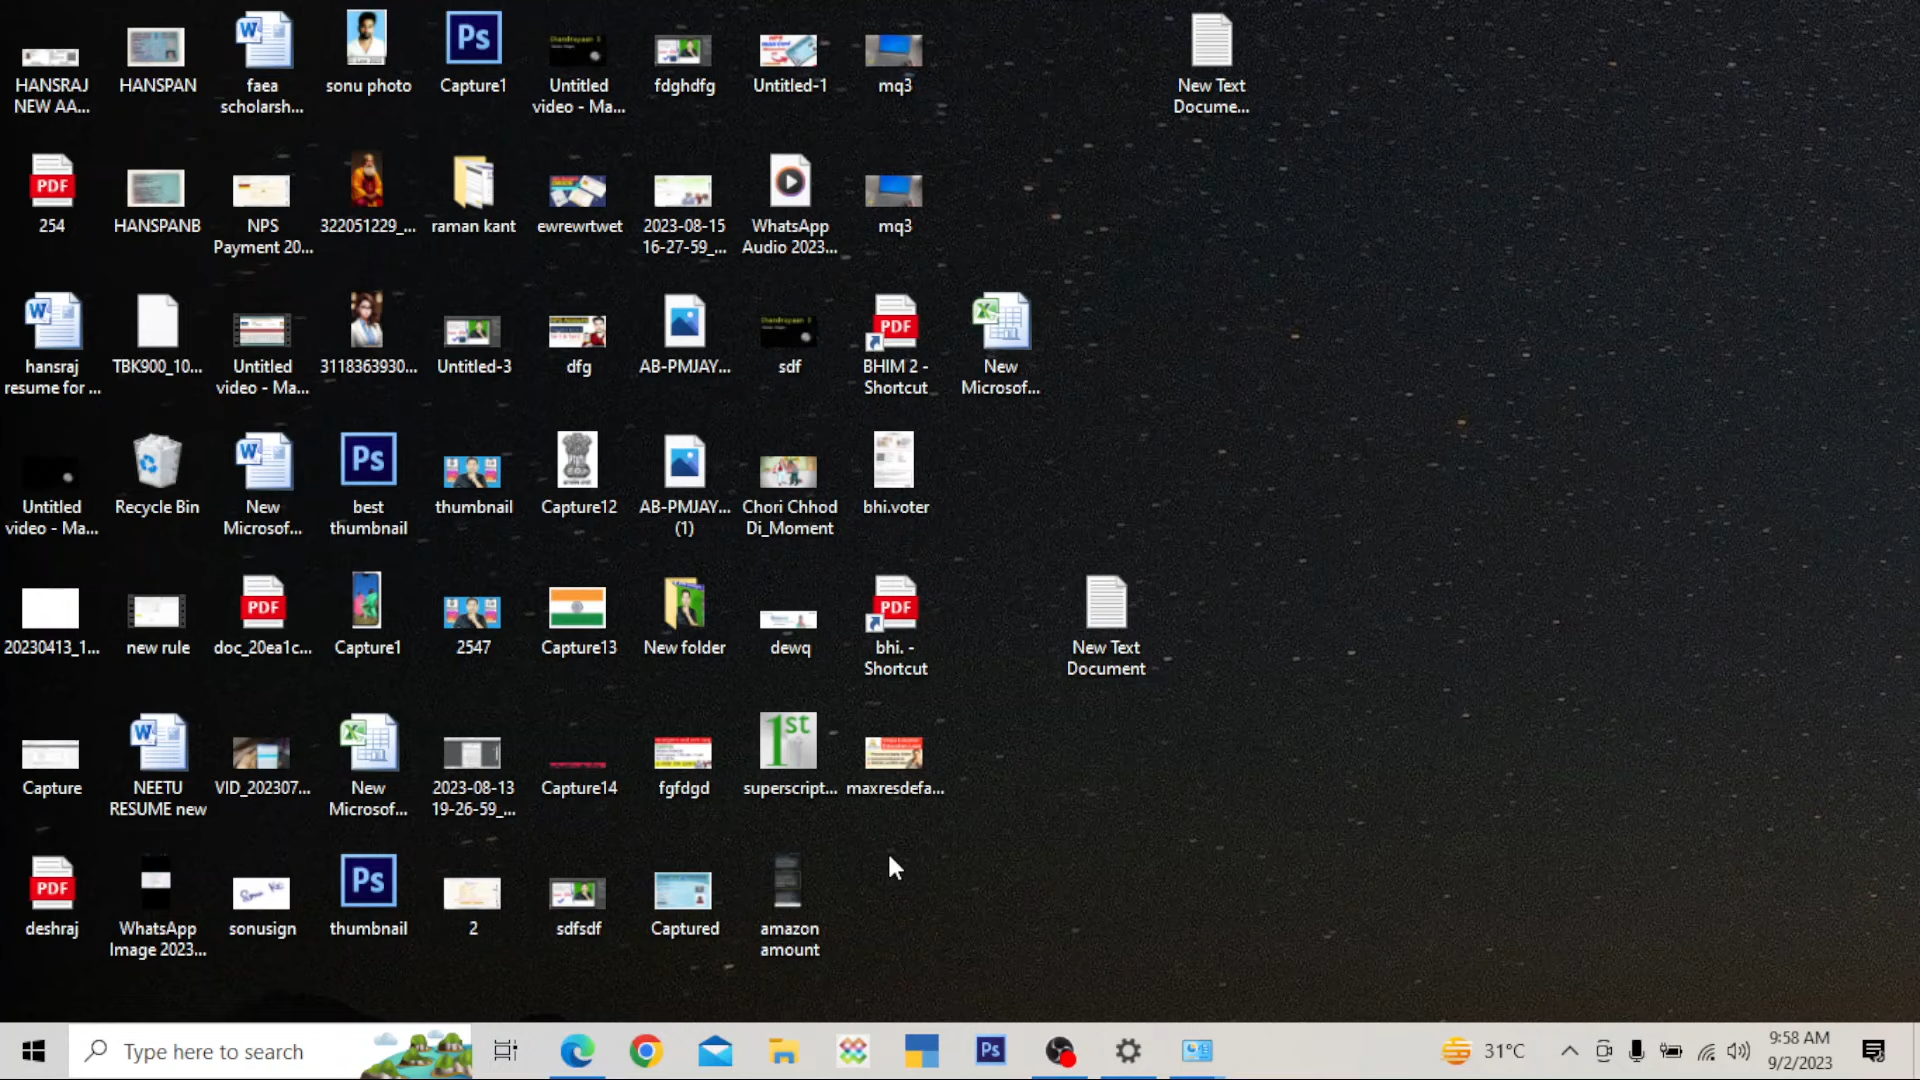 HANSRAJ
NEW AA...
HANSPAN
faea
scholarsh...
sonu photo
Capture1
Untitled
video - Ma...
fdghdfg
Untitled-1
mq3
New Text
Docume...
254
HANSPANB
NPS
Payment 20...
322051229_...
raman kant
ewrewrtwet
2023-08-15
16-27-59_...
WhatsApp
Audio 2023...
mq3
hansraj
resume for ...
TBK900_10...
Untitled
video - Ma...
3118363930...
Untitled-3
dfg
AB-PMJAY...
sdf
BHIM 2 -
Shortcut
New
Microsof...
Untitled
video - Ma...
Recycle Bin
New
Microsof...
best
thumbnail
thumbnail
Capture12
AB-PMJAY...
(1)
Chori Chhod
Di_Moment
bhi.voter
20230413_1...
new rule
doc_20ea1c...
Capture1
2547
Capture13
New folder
dewq
bhi. -
Shortcut
New Text
Document
Capture
NEETU
RESUME new
VID_202307...
New
Microsof...
2023-08-13
19-26-59_...
Capture14
fgfdgd
superscript...
maxresdefa...
deshraj
WhatsApp
Image 2023...
sonusign
thumbnail
2
sdfsdf
Captured
amazon
amount
Type here to search
31°C
9:58 AM
9/2/2023